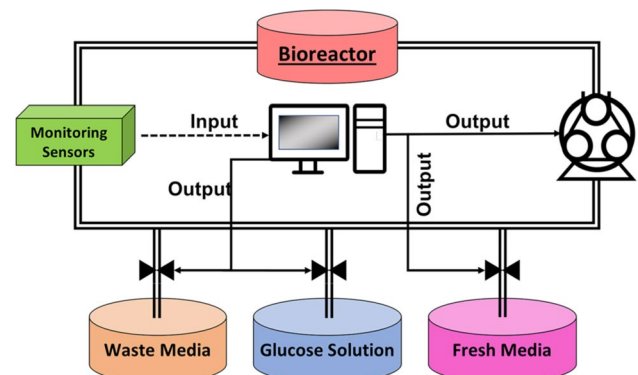 Bioreactor
Monitoring
Sensors
Input
Output
Output
Output
Waste Media
Glucose Solution
Fresh Media